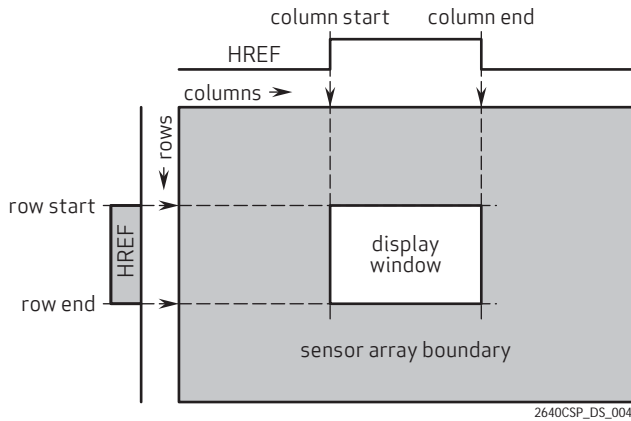 column start
column end
HREF
columns
rows
row start
HREF
display
window
row end
sensor array boundary
2640CSP_DS_004